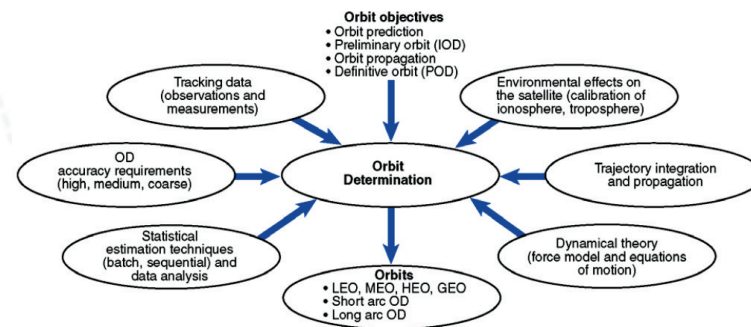 Orbit objectives
• Orbit prediction
• Preliminary orbit (IOD)
• Orbit propagation
• Definitive orbit (POD)
Tracking data
(observations and
measurements)
Environmental effects on
the satellite (calibration of
ionosphere, troposphere)
OD
accuracy requirements
(high, medium, coarse)
Orbit
Determination
Trajectory integration
and propagation
Statistical
estimation techniques
(batch, sequential) and
data analysis
Dynamical theory
(force model and equations
of motion)
Orbits
• LEO, MEO, HEO, GEO
• Short arc OD
• Long arc OD